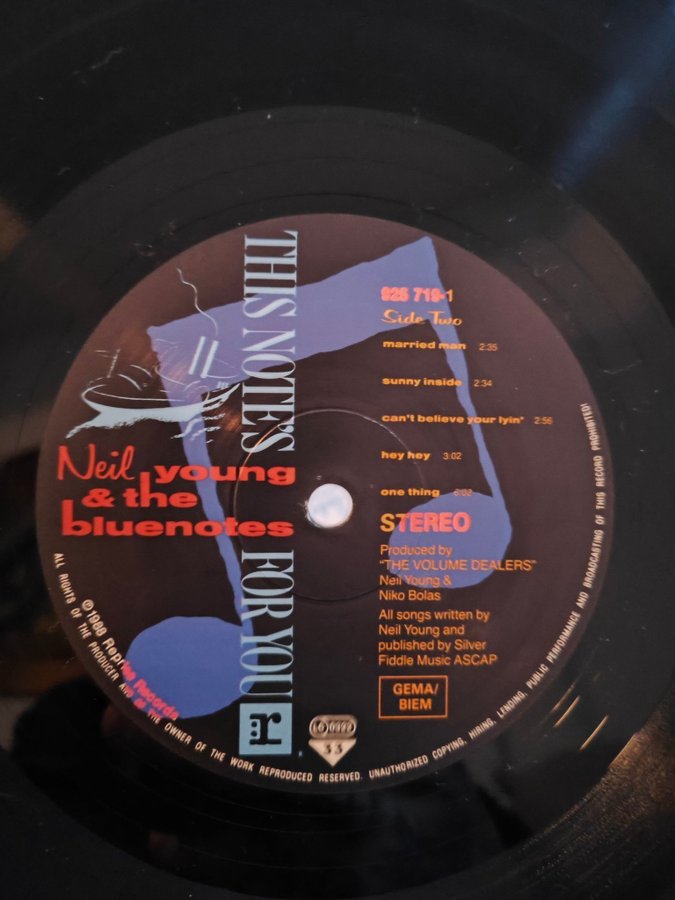 THIS NOTE'S FOR YOU
Neil young
& the
bluenotes
925 719-1
Side Two
married man 2:35
sunny inside 2:34
can't believe your lyin' 2:56
hey hey 3:02
one thing 6:02
STEREO
Produced by
"THE VOLUME DEALERS"
Neil Young &
Niko Bolas
All songs written by
Neil Young and
published by Silver
Fiddle Music ASCAP
GEMA/
BIEM
r
33
℗1988 Reprise Records
ALL RIGHTS OF THE PRODUCER AND OF THE OWNER OF THE WORK REPRODUCED RESERVED. UNAUTHORIZED COPYING, HIRING, LENDING, PUBLIC PERFORMANCE AND BROADCASTING OF THIS RECORD PROHIBITED!